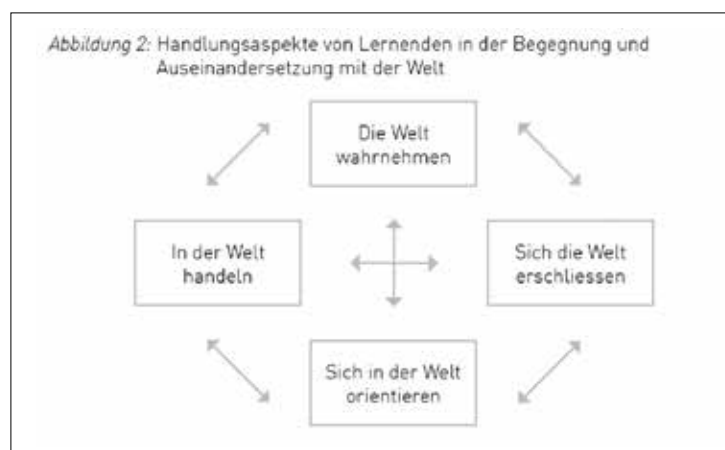 Abbildung 2: Handlungsaspekte von Lernenden in der Begegnung und
Auseinandersetzung mit der Welt
Die Welt
wahrnehmen
In der Welt
handeln
Sich die Welt
erschliessen
Sich in der Welt
orientieren